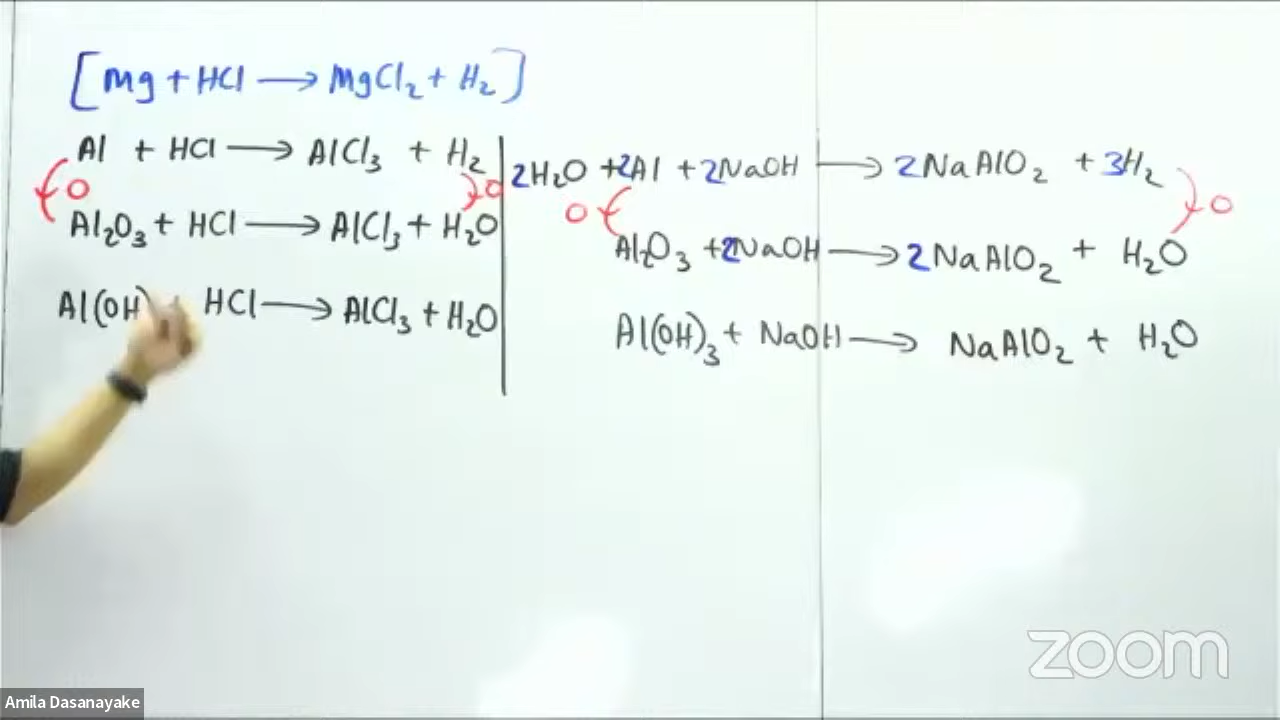 [Mg + HCl ⟶ MgCl₂ + H₂]
Al + HCl ⟶ AlCl₃ + H₂
O O
Al₂O₃ + HCl ⟶ AlCl₃ + H₂O
Al(OH) + HCl ⟶ AlCl₃ + H₂O
2H₂O + 2Al + 2NaOH ⟶ 2NaAlO₂ + 3H₂
O O
Al₂O₃ + 2NaOH ⟶ 2NaAlO₂ + H₂O
Al(OH)₃ + NaOH ⟶ NaAlO₂ + H₂O
zoom
Amila Dasanayake